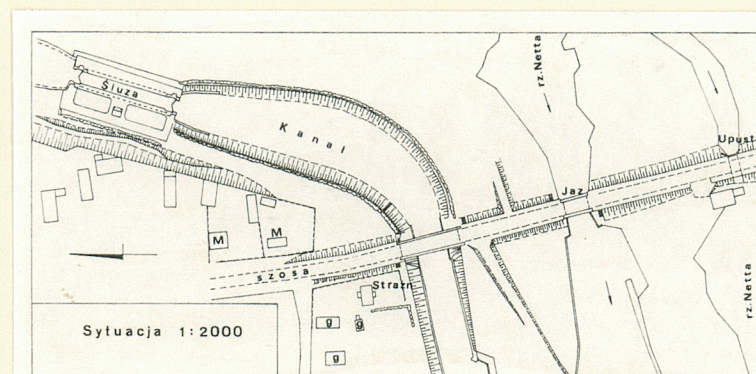 Śluza
Kanał
rz.Netta
Upust
Jaz
M
M
szosa
Strażn.
g
g
g
Sytuacja 1:2000
rz.Netta